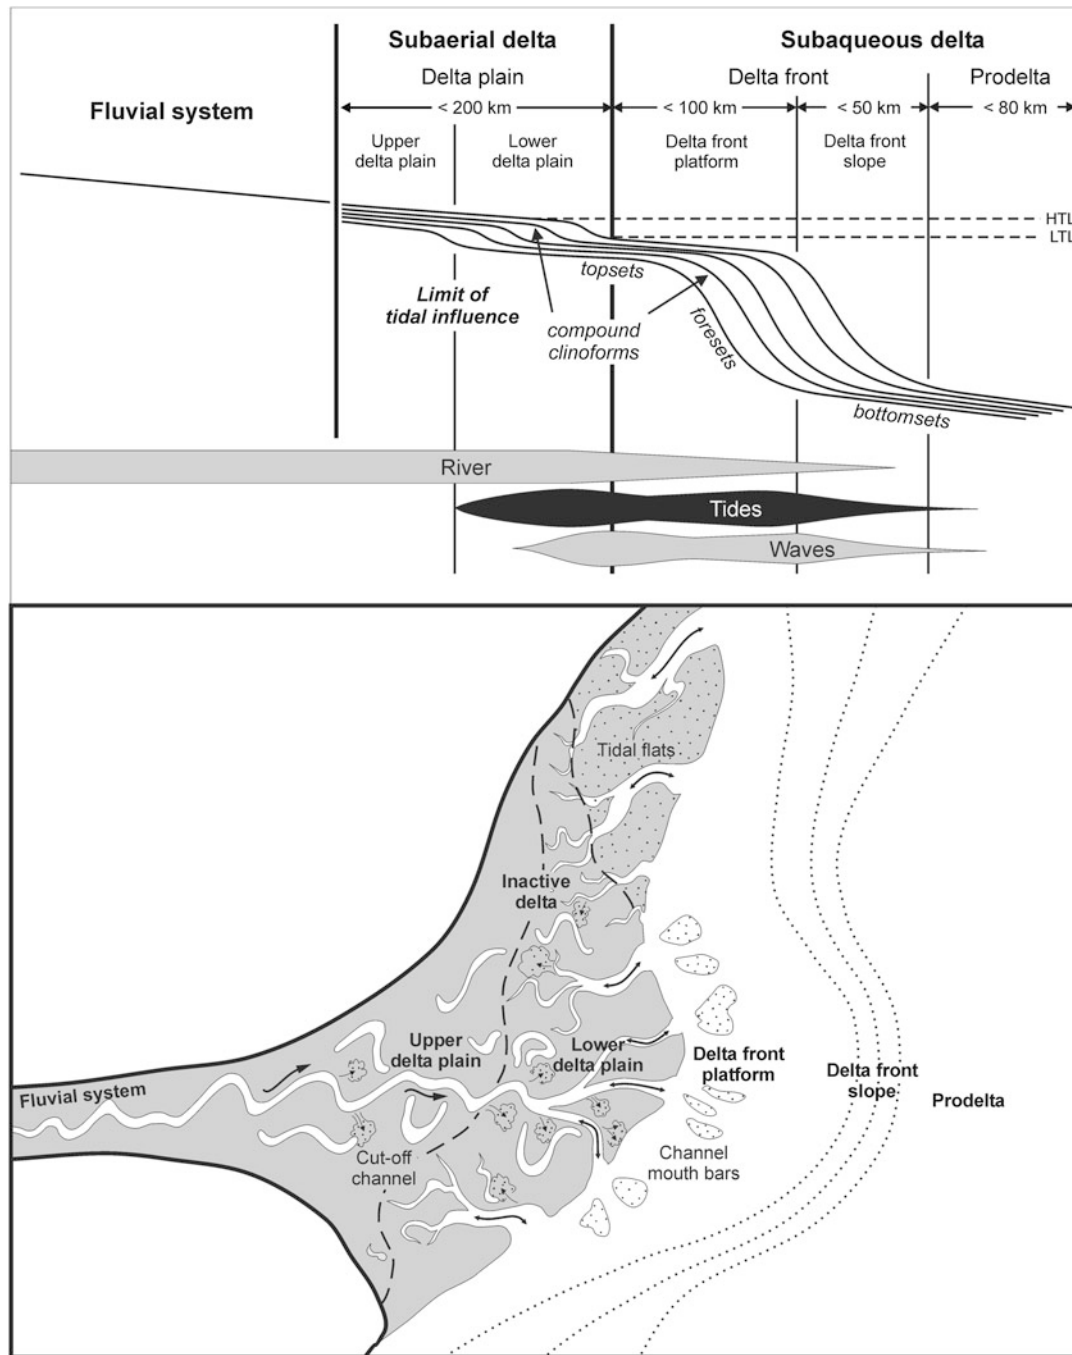 Subaerial delta
Subaqueous delta
Delta plain
Delta front
Prodelta
Fluvial system
< 200 km
< 100 km
< 50 km
< 80 km
Upper
delta plain
Lower
delta plain
Delta front
platform
Delta front
slope
HTL
LTL
topsets
Limit of
tidal influence
compound
clinoforms
foresets
bottomsets
River
Tides
Waves
Tidal flats
Inactive
delta
Upper
delta plain
Lower
delta plain
Delta front
platform
Delta front
slope
Prodelta
Fluvial system
Cut-off
channel
Channel
mouth bars